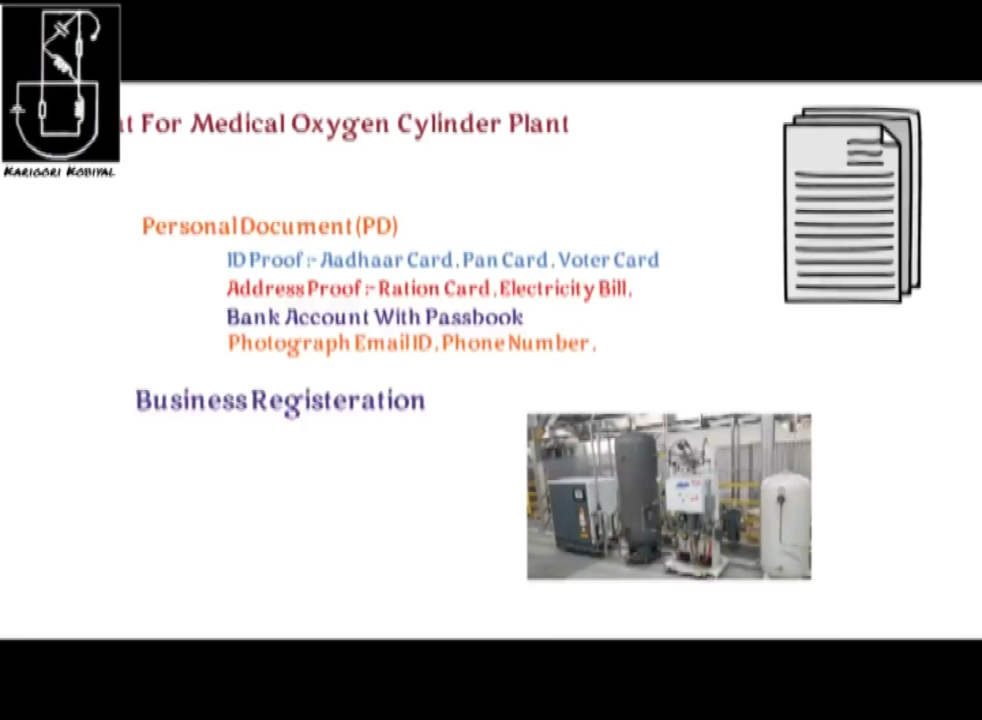 For Medical Oxygen Cylinder Plant
KARIGORI KOBIYAL
Personal Document (PD)
ID Proof :- Aadhaar Card, Pan Card, Voter Card
Address Proof :- Ration Card, Electricity Bill,
Bank Account With Passbook
Photograph Email ID, Phone Number,
Business Registeration